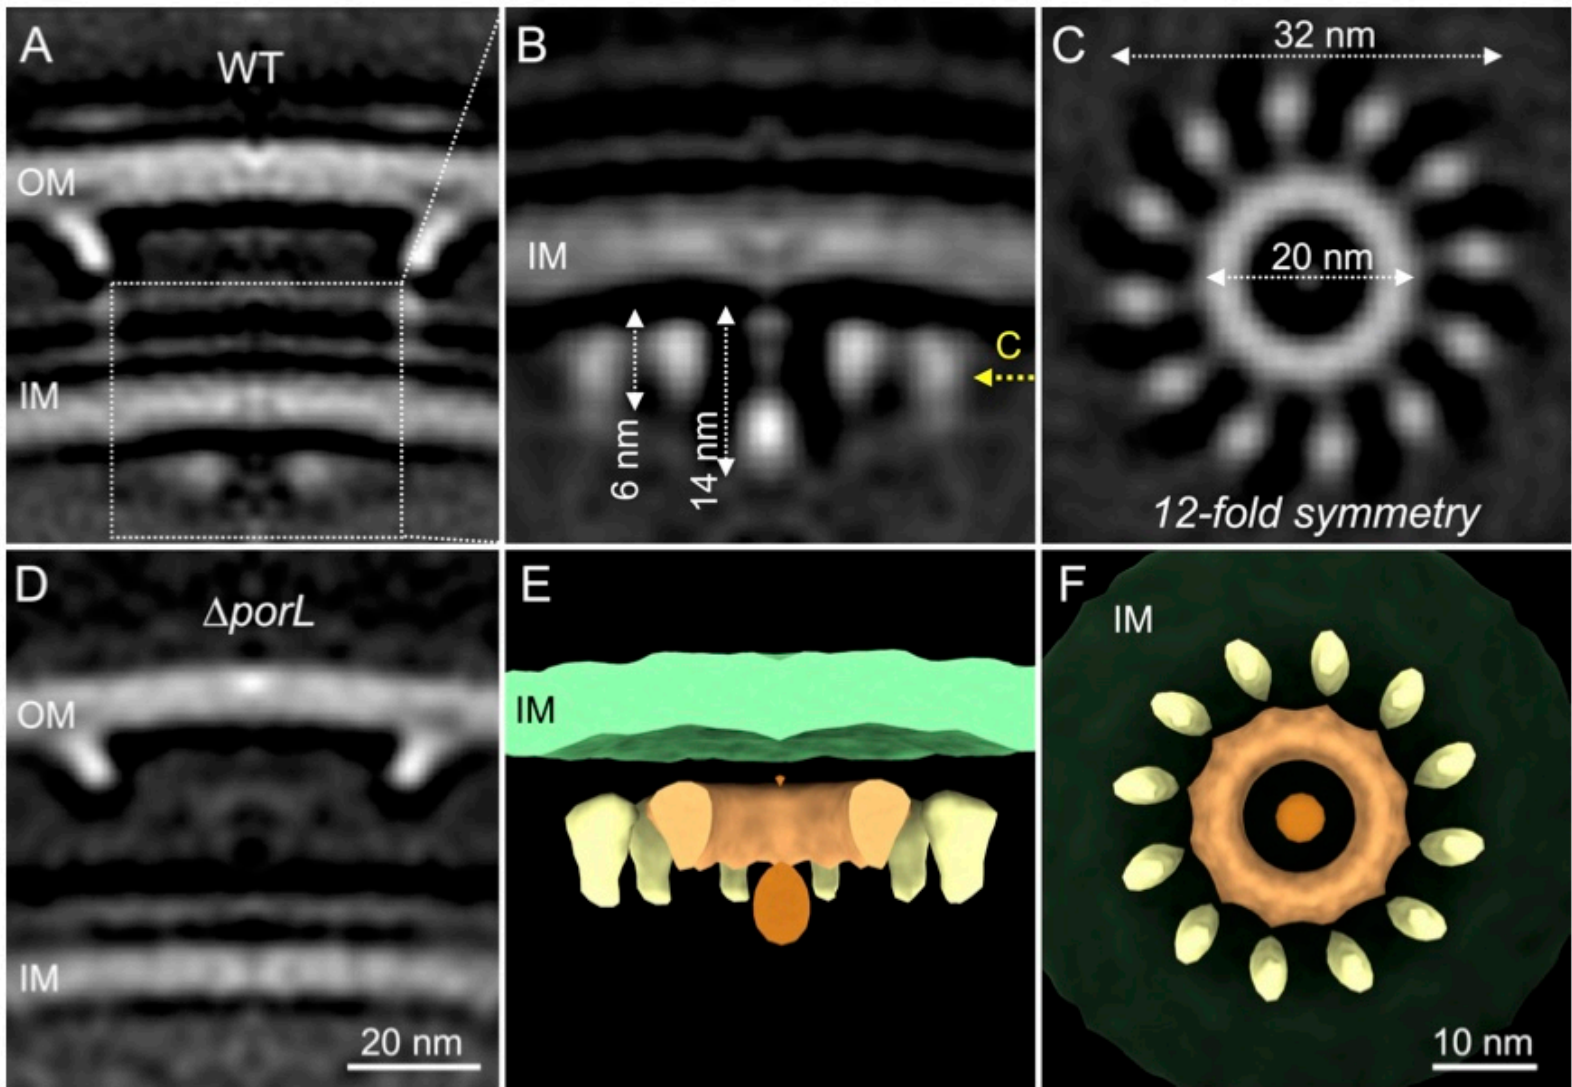 A
WT
OM
IM
B
IM
6 nm
14 nm
C
C
32 nm
20 nm
12-fold symmetry
D
ΔporL
OM
IM
20 nm
E
IM
F
IM
10 nm